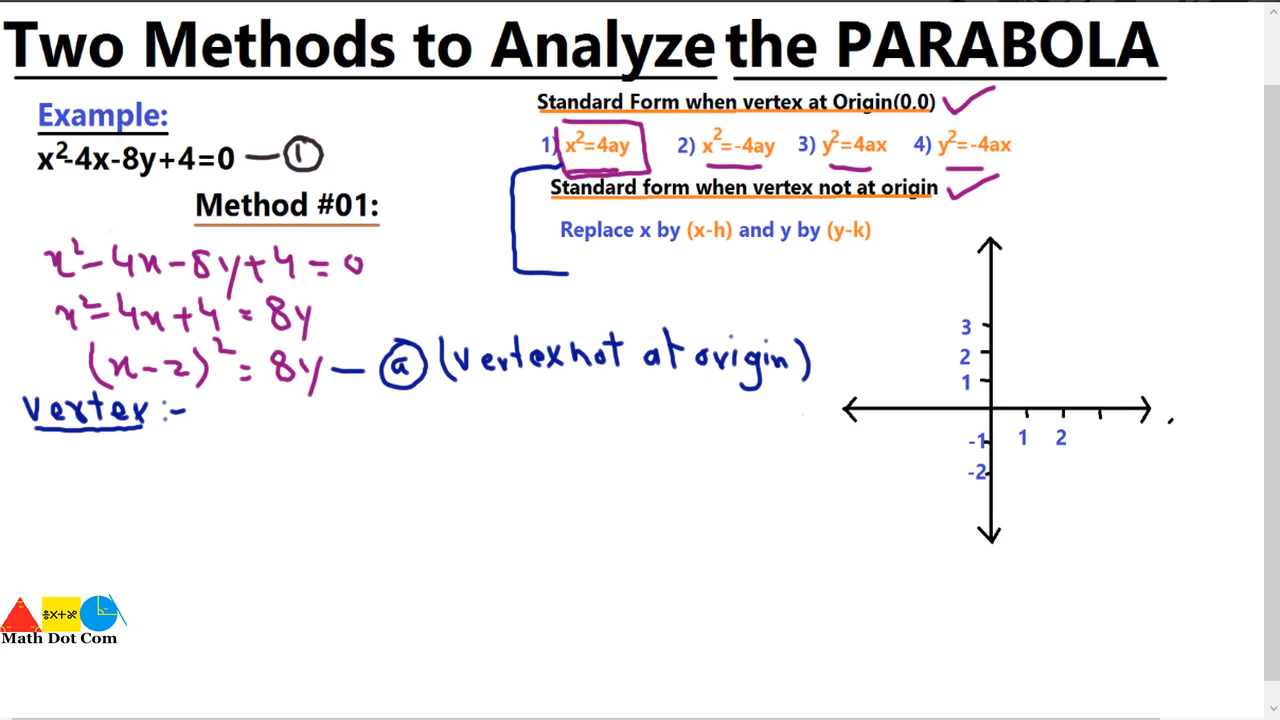 Two Methods to Analyze the PARABOLA
Example:
x²-4x-8y+4=0 — ①
Method #01:
x² - 4x - 8y + 4 = 0
x² - 4x + 4 = 8y
(x - 2)² = 8y — ⓐ (vertex not at origin)
Vertex :-
Standard Form when vertex at Origin(0,0)
1) x²=4ay 2) x²=-4ay 3) y²=4ax 4) y²=-4ax
Standard form when vertex not at origin
Replace x by (x-h) and y by (y-k)
3
2
1
-1 1 2
-2
÷x+
Math Dot Com